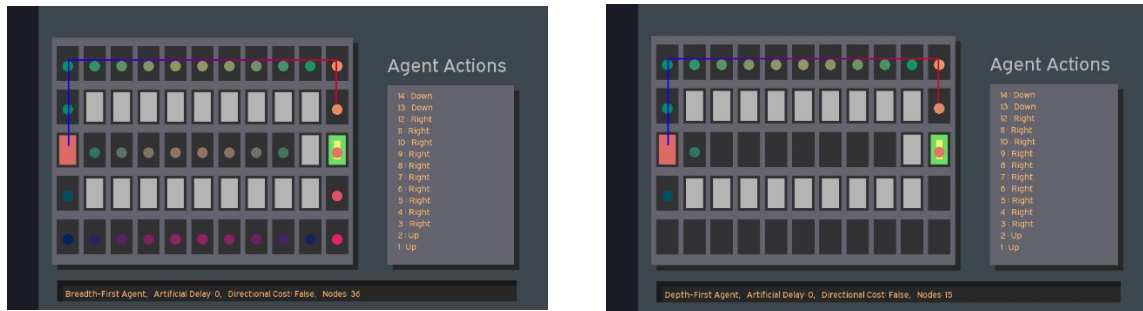 Agent Actions
14 : Down
13 : Down
12 : Right
11 : Right
10 : Right
9 : Right
8 : Right
7 : Right
6 : Right
5 : Right
4 : Right
3 : Right
2 : Up
1 : Up
Breadth-First Agent, Artificial Delay: 0, Directional Cost: False, Nodes: 36
Agent Actions
14 : Down
13 : Down
12 : Right
11 : Right
10 : Right
9 : Right
8 : Right
7 : Right
6 : Right
5 : Right
4 : Right
3 : Right
2 : Up
1 : Up
Depth-First Agent, Artificial Delay: 0, Directional Cost: False, Nodes: 15